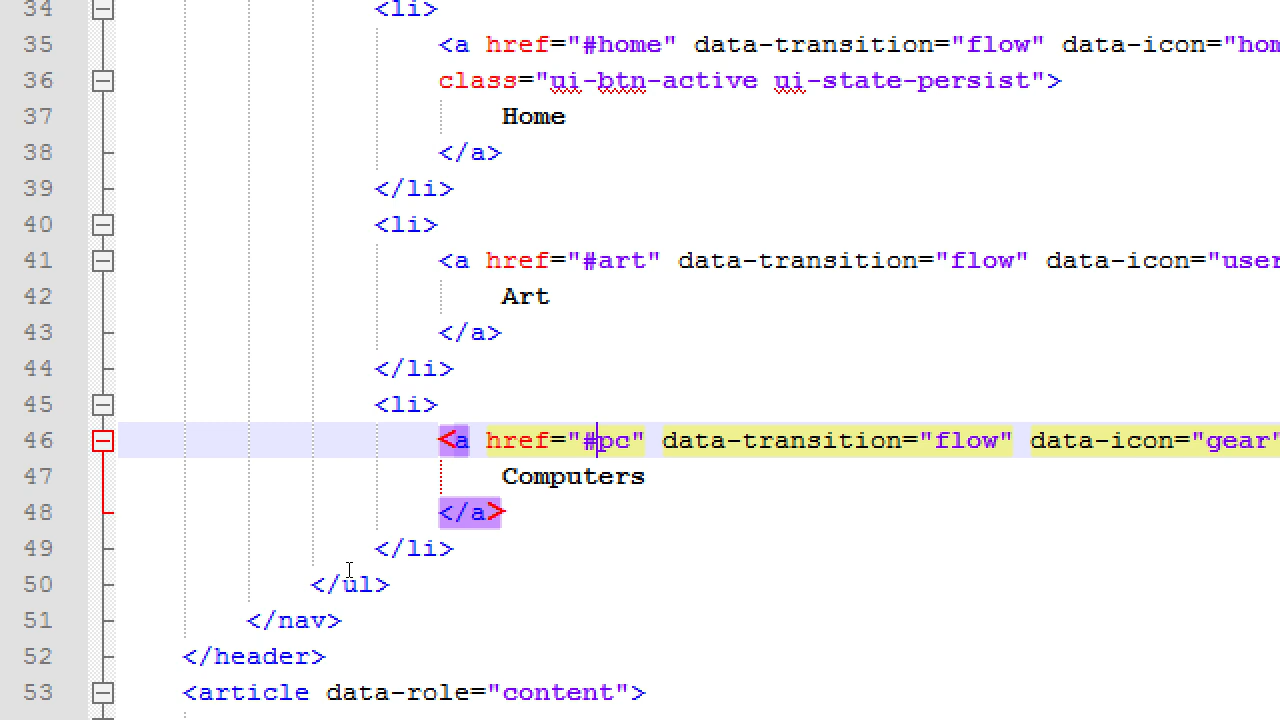 34 <li>
35 <a href="#home" data-transition="flow" data-icon="hom
36 class="ui-btn-active ui-state-persist">
37 Home
38 </a>
39 </li>
40 <li>
41 <a href="#art" data-transition="flow" data-icon="user
42 Art
43 </a>
44 </li>
45 <li>
46 <a href="#pc" data-transition="flow" data-icon="gear"
47 Computers
48 </a>
49 </li>
50 </ul>
51 </nav>
52 </header>
53 <article data-role="content">